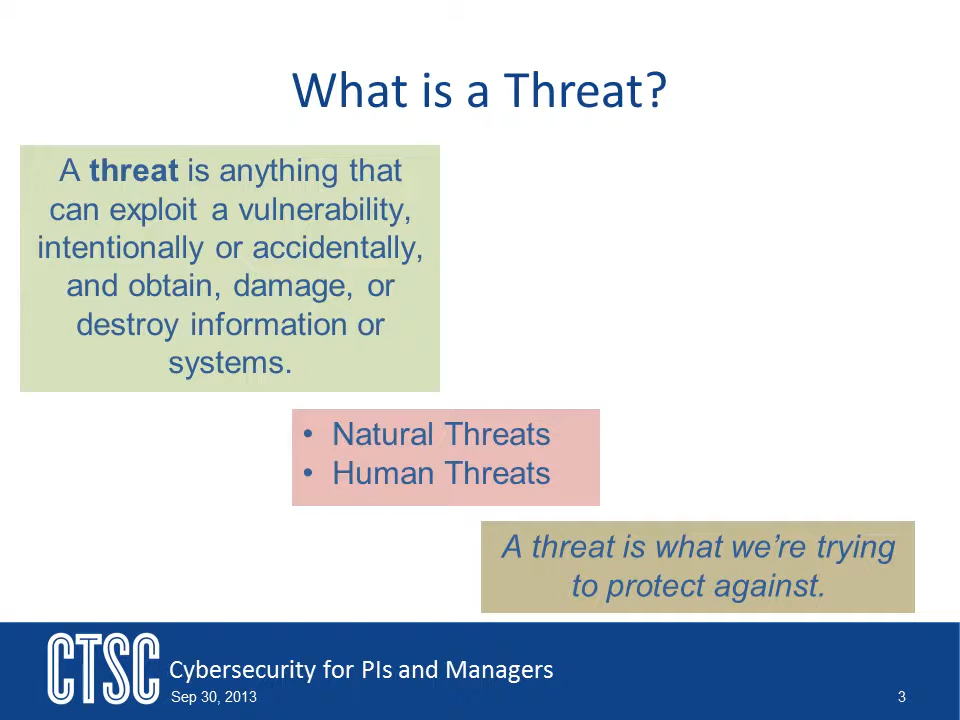 What is a Threat?
A threat is anything that
can exploit a vulnerability,
intentionally or accidentally,
and obtain, damage, or
destroy information or
systems.
• Natural Threats
• Human Threats
A threat is what we’re trying
to protect against.
CTSC
Cybersecurity for PIs and Managers
Sep 30, 2013
3